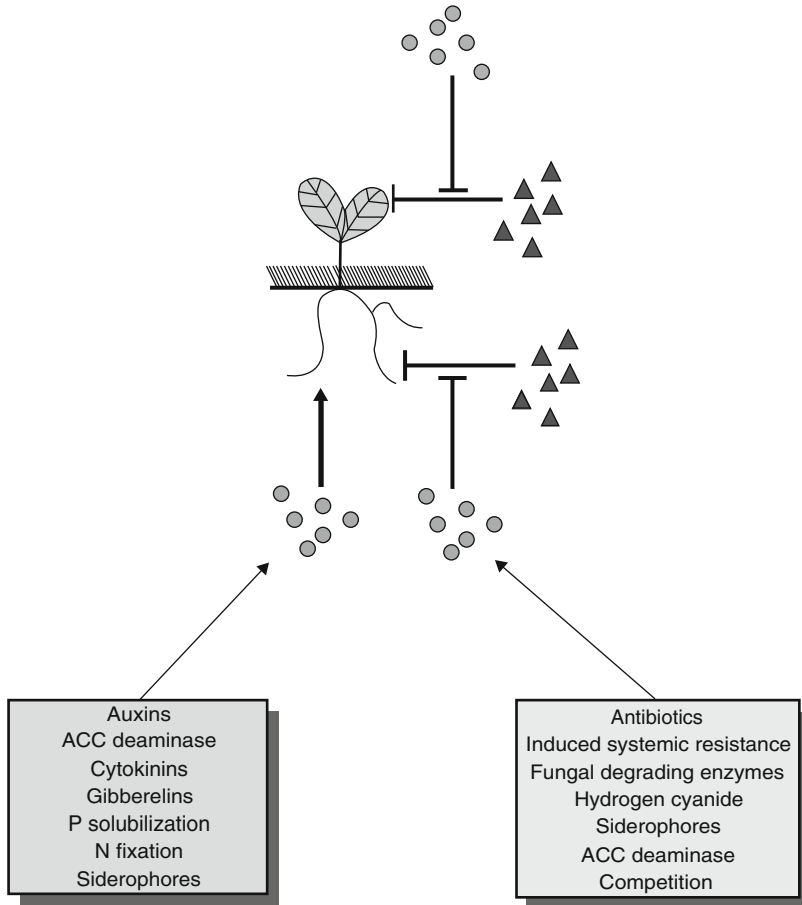 Auxins
ACC deaminase
Cytokinins
Gibberelins
P solubilization
N fixation
Siderophores
Antibiotics
Induced systemic resistance
Fungal degrading enzymes
Hydrogen cyanide
Siderophores
ACC deaminase
Competition